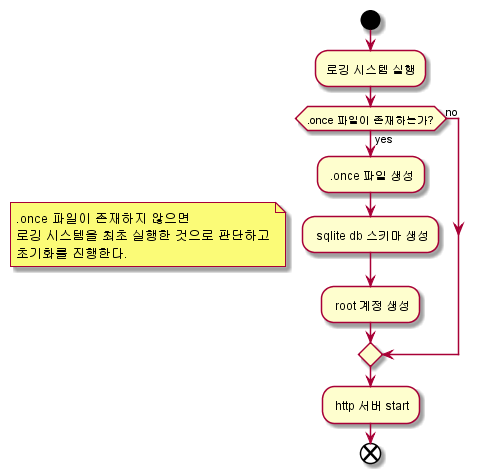 로깅 시스템 실행
.once 파일이 존재하는가?
no
yes
.once 파일 생성
.once 파일이 존재하지 않으면
로깅 시스템을 최초 실행한 것으로 판단하고
초기화를 진행한다.
sqlite db 스키마 생성
root 계정 생성
http 서버 start